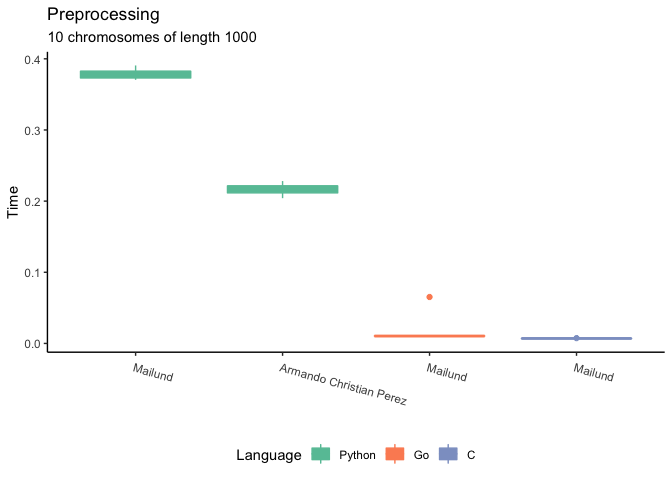 Preprocessing
10 chromosomes of length 1000
0.4
0.3
0.2
0.1
0.0
Time
Mailund
Armando Christian Perez
Mailund
Mailund
Language Python Go C